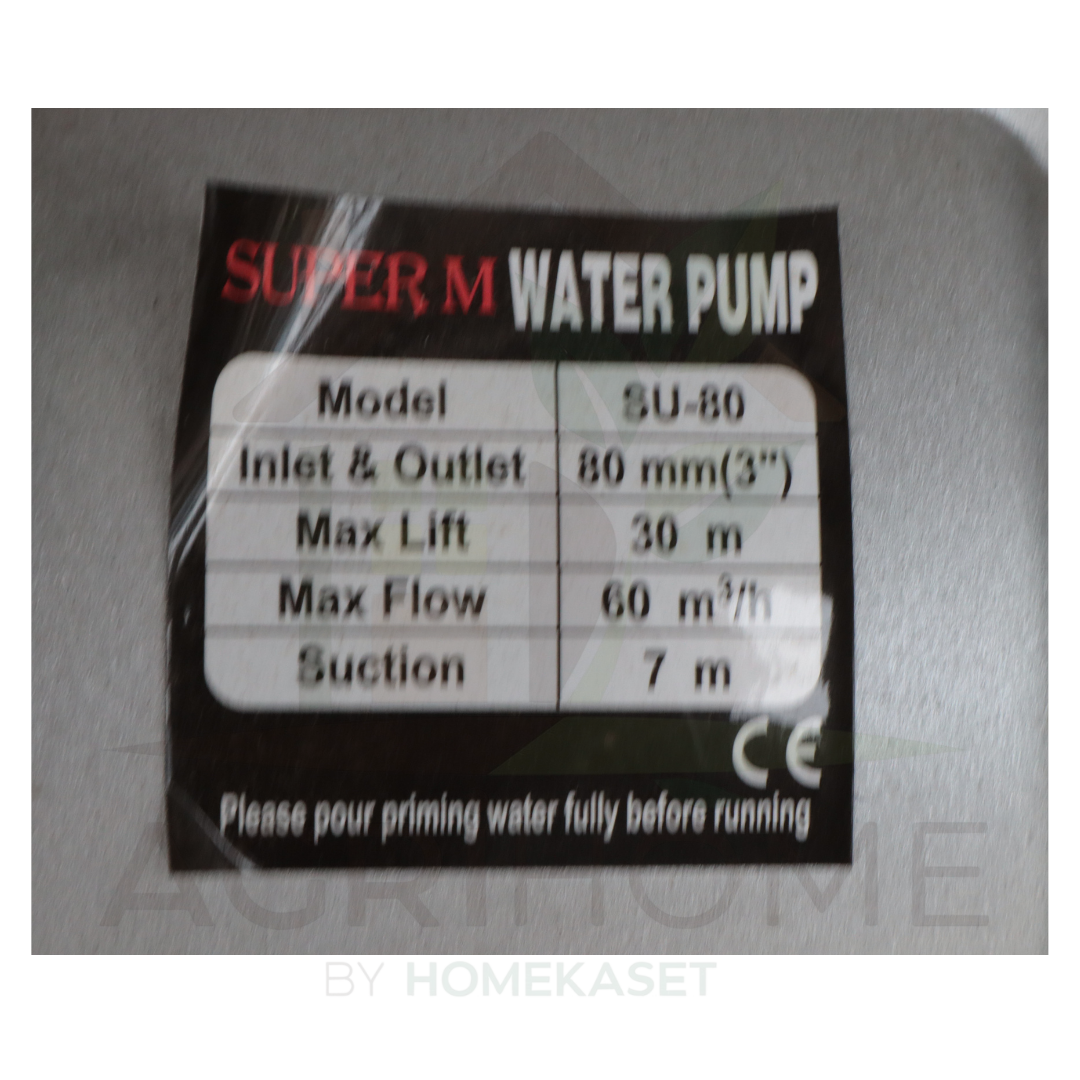 SUPER M WATER PUMP
Model SU-80
Inlet & Outlet 80 mm(3")
Max Lift 30 m
Max Flow 60 m³/h
Suction 7 m
CE
Please pour priming water fully before running
AGRIHOME
BY HOMEKASET